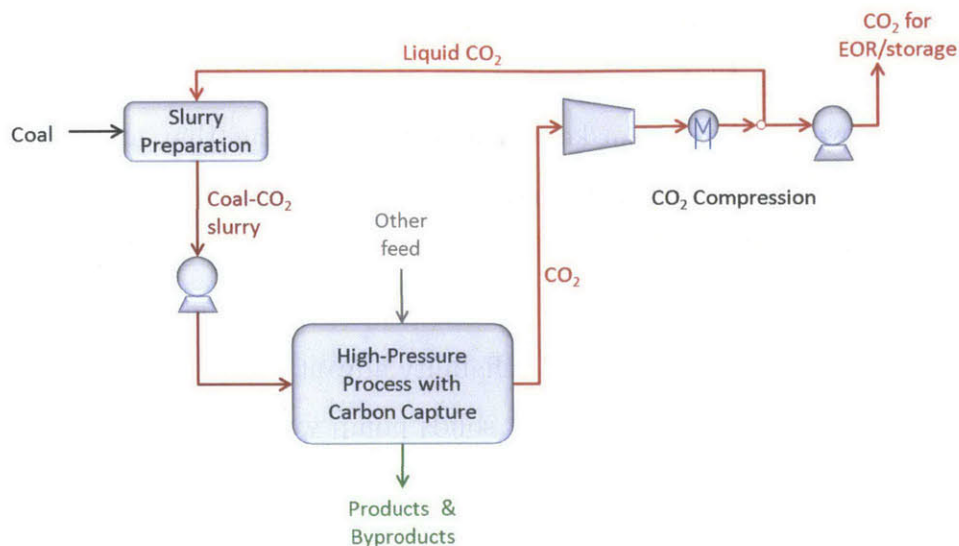 CO₂ for
EOR/storage
Liquid CO₂
Coal
Slurry
Preparation
Coal-CO₂
slurry
CO₂ Compression
Other
feed
CO₂
High-Pressure
Process with
Carbon Capture
Products &
Byproducts